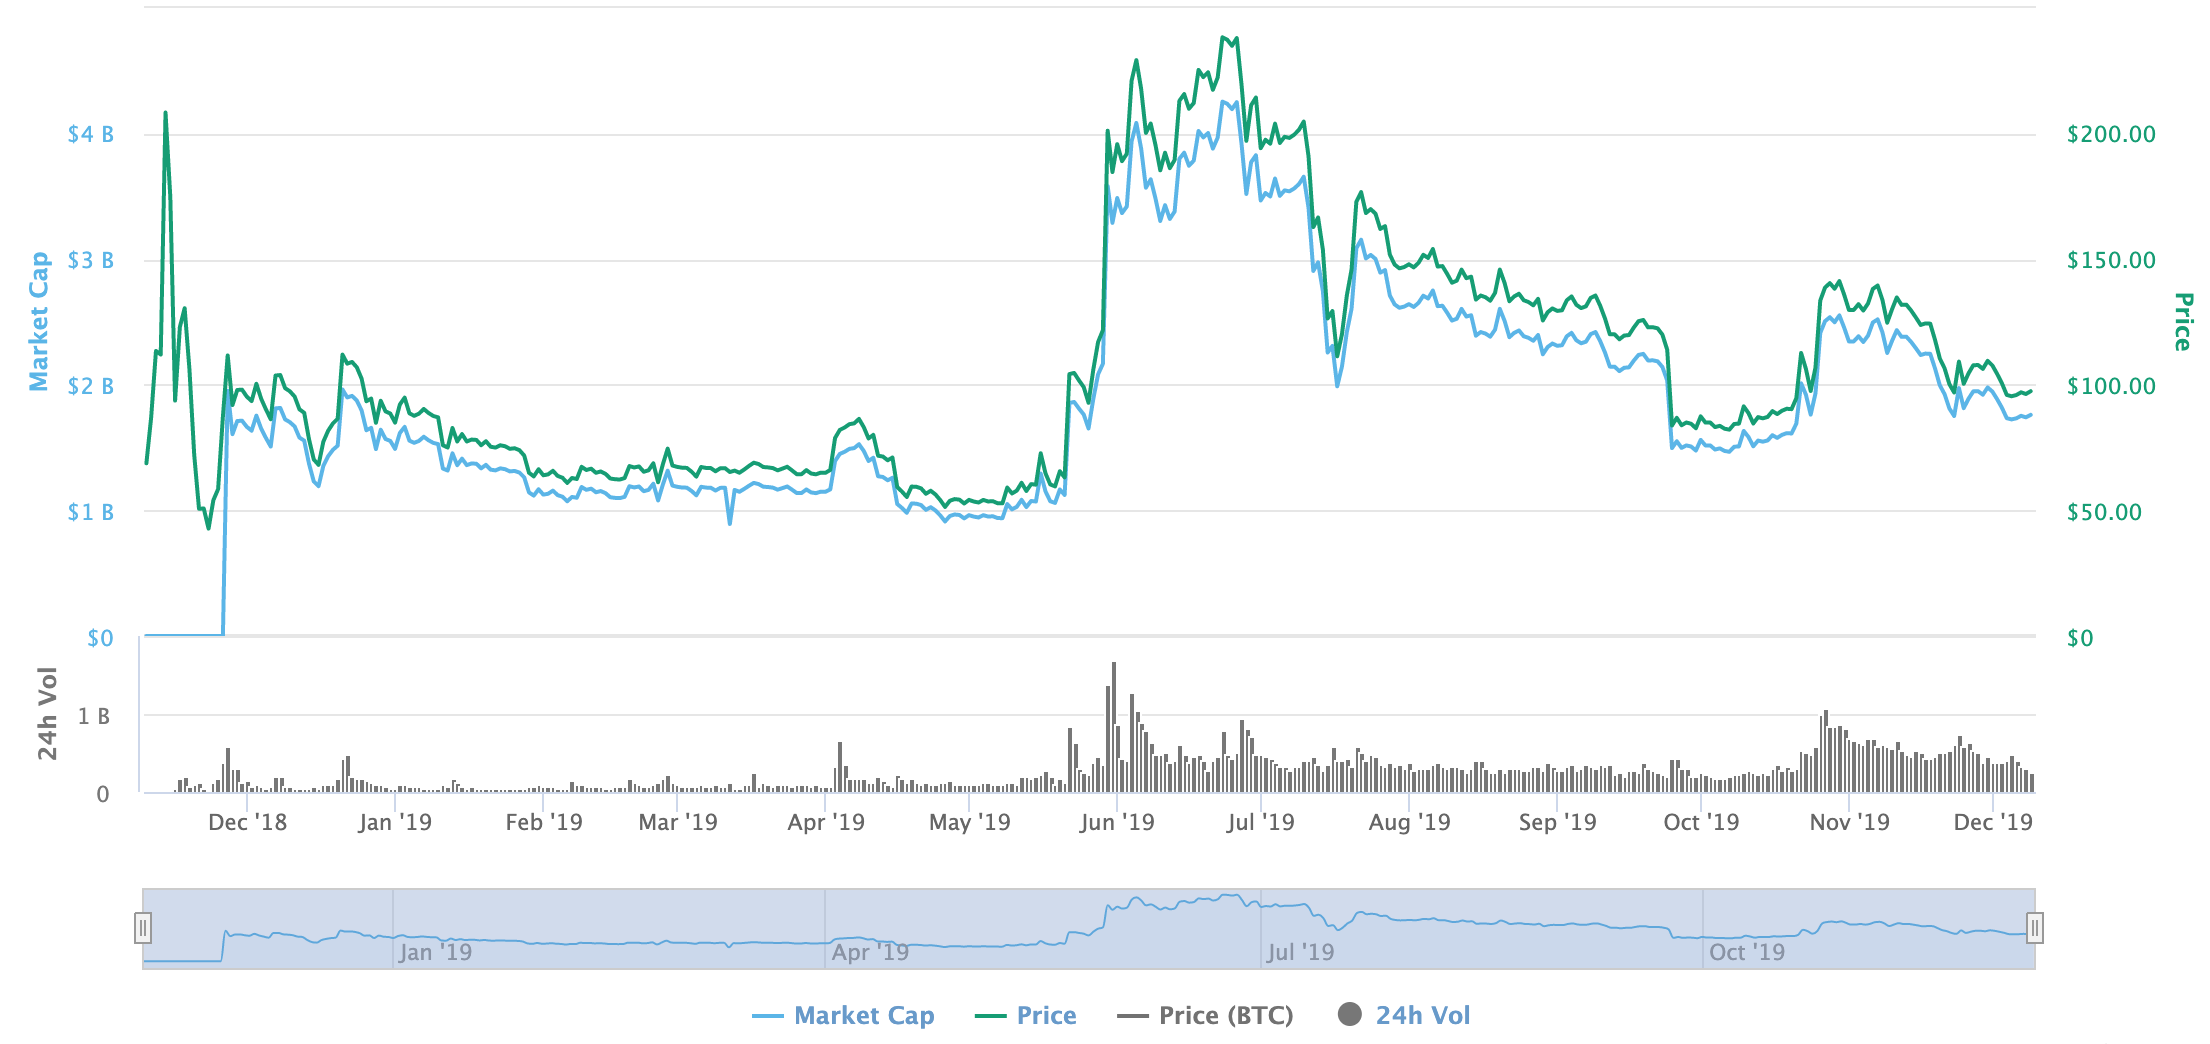 $4 B
$3 B
$2 B
$1 B
$0
Market Cap
$200.00
$150.00
$100.00
$50.00
$0
Price
24h Vol
1 B
0
Dec '18
Jan '19
Feb '19
Mar '19
Apr '19
May '19
Jun '19
Jul '19
Aug '19
Sep '19
Oct '19
Nov '19
Dec '19
Jan '19
Apr '19
Jul '19
Oct '19
Market Cap
Price
Price (BTC)
24h Vol